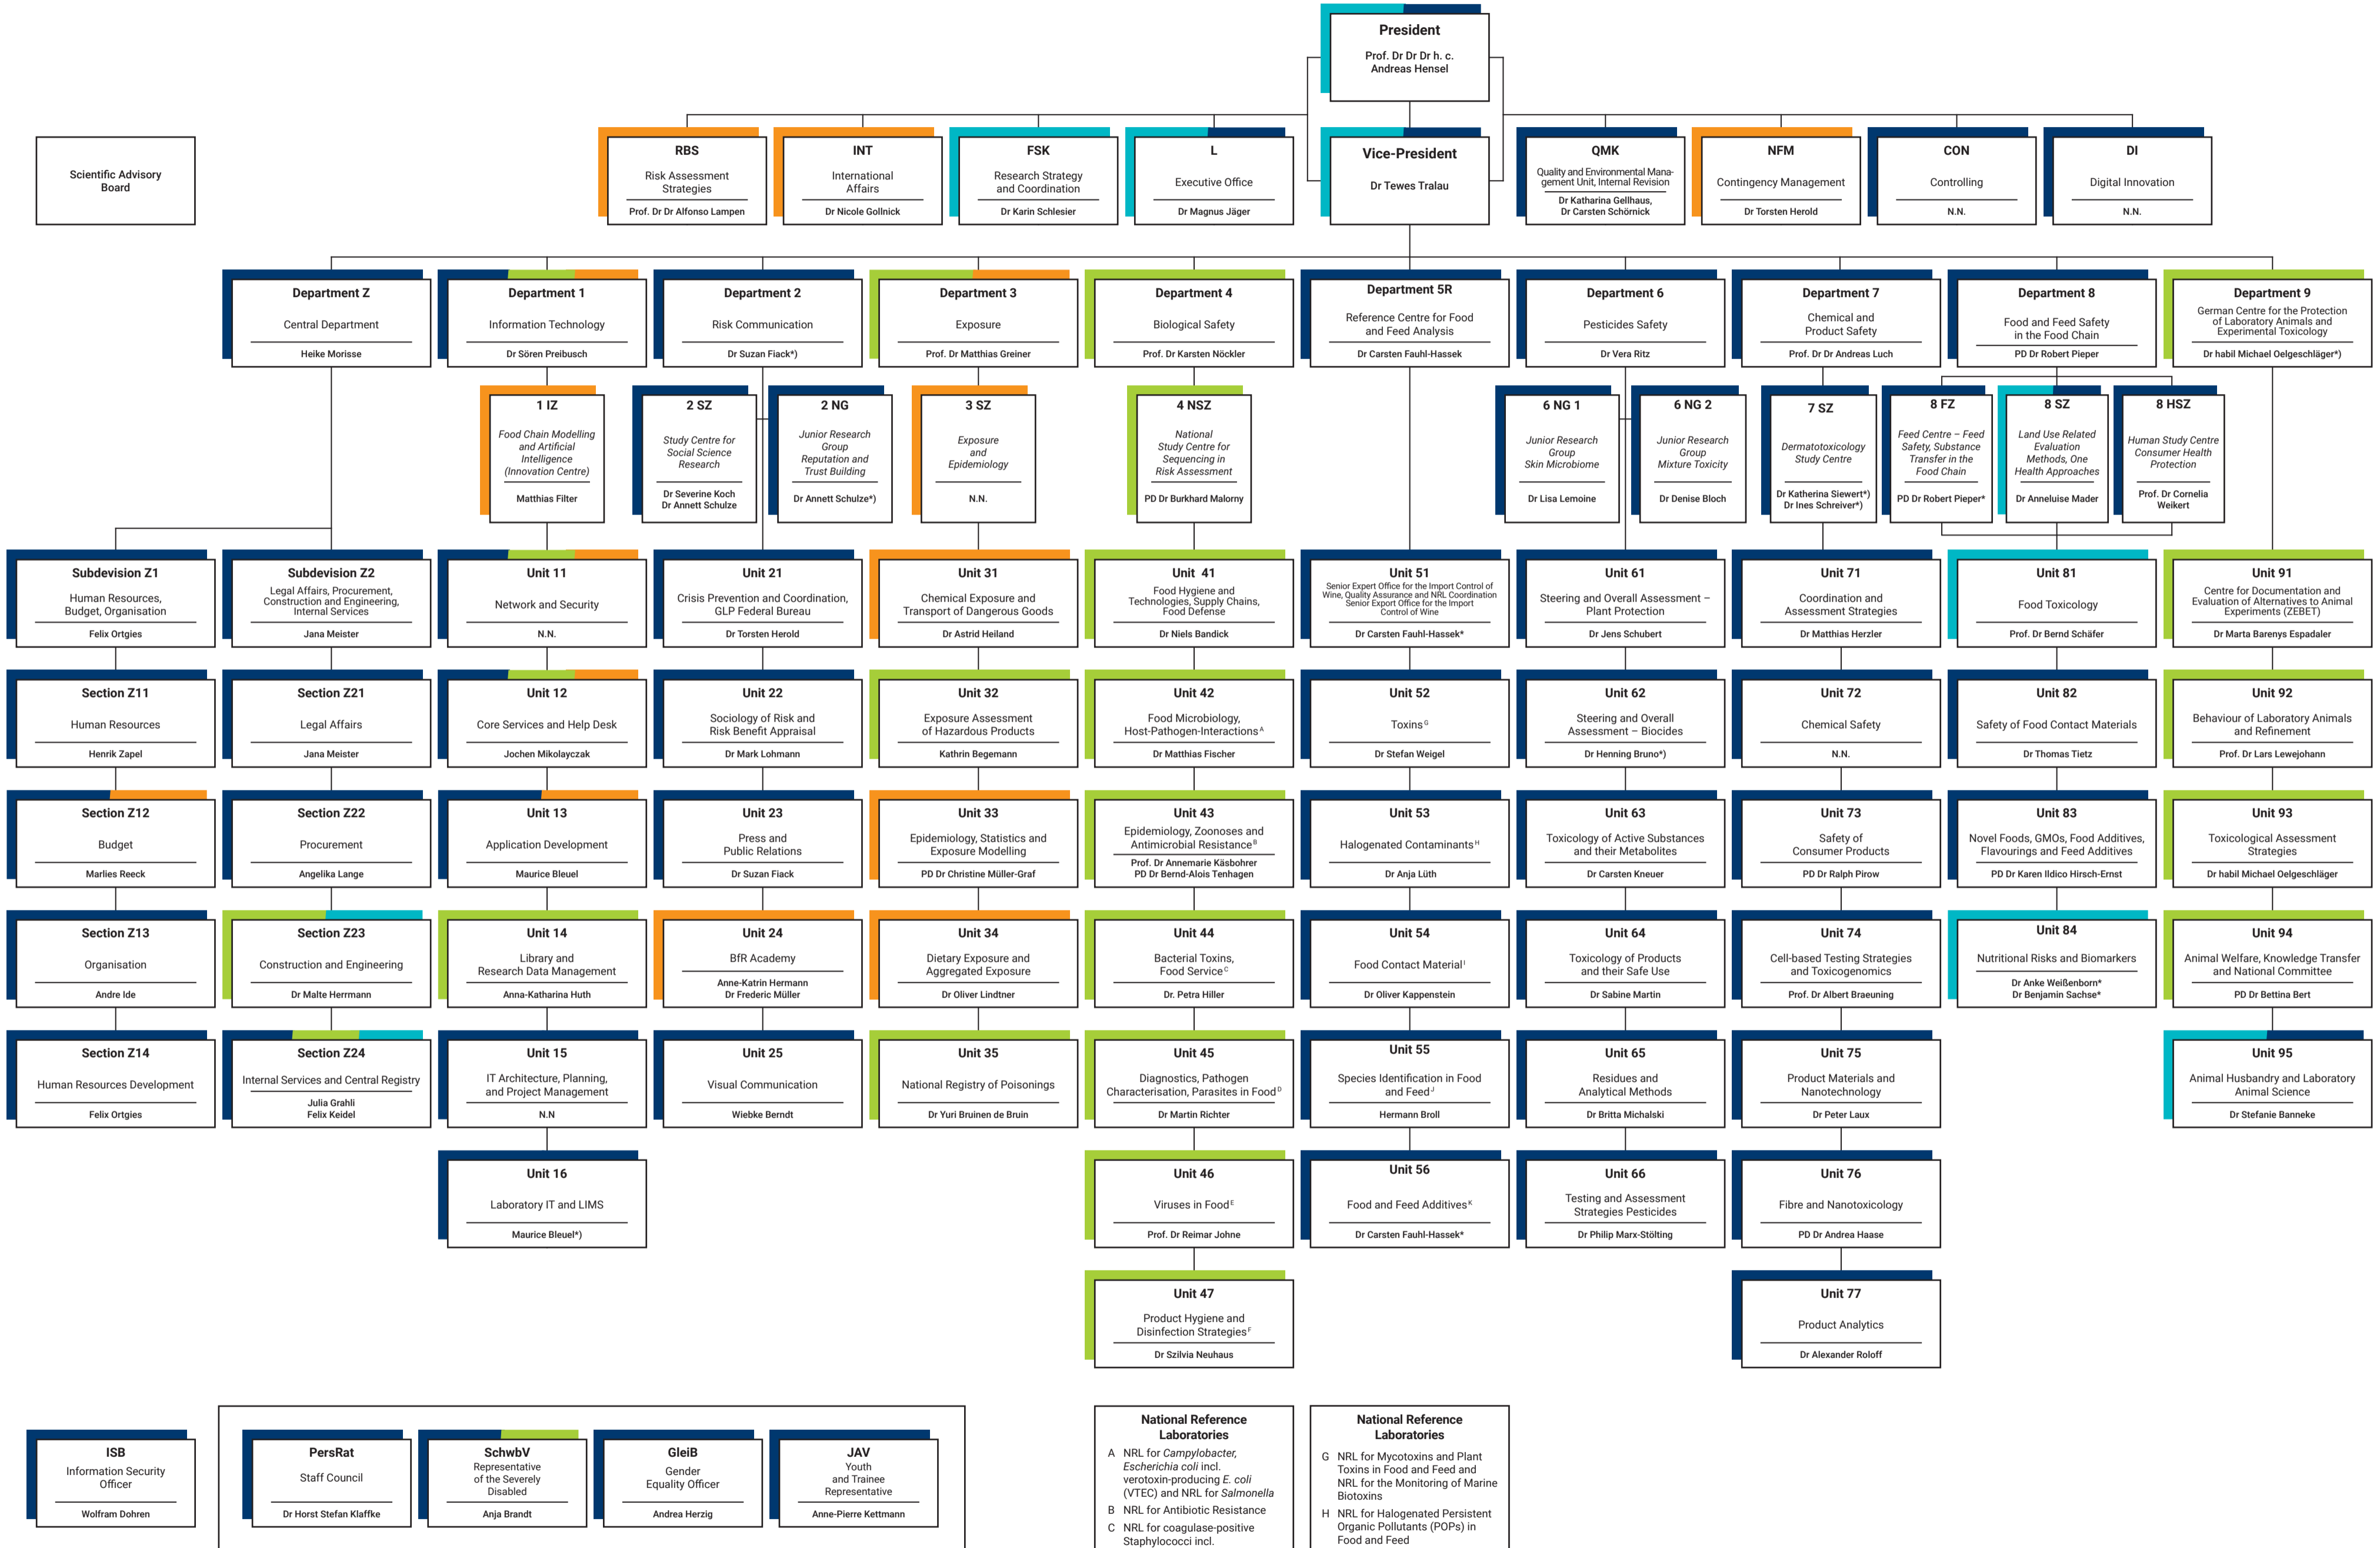 President
Prof. Dr Dr Dr h. c.
Andreas Hensel
Scientific Advisory
Board
RBS
Risk Assessment
Strategies
Prof. Dr Dr Alfonso Lampen
INT
International
Affairs
Dr Nicole Gollnick
FSK
Research Strategy
and Coordination
Dr Karin Schlesier
L
Executive Office
Dr Magnus Jäger
Vice-President
Dr Tewes Tralau
QMK
Quality and Environmental Mana-
gement Unit, Internal Revision
Dr Katharina Gellhaus,
Dr Carsten Schörnick
NFM
Contingency Management
Dr Torsten Herold
CON
Controlling
N.N.
DI
Digital Innovation
N.N.
Department Z
Central Department
Heike Morisse
Department 1
Information Technology
Dr Sören Preibusch
Department 2
Risk Communication
Dr Suzan Fiack*)
Department 3
Exposure
Prof. Dr Matthias Greiner
Department 4
Biological Safety
Prof. Dr Karsten Nöckler
Department 5R
Reference Centre for Food
and Feed Analysis
Dr Carsten Fauhl-Hassek
Department 6
Pesticides Safety
Dr Vera Ritz
Department 7
Chemical and
Product Safety
Prof. Dr Dr Andreas Luch
Department 8
Food and Feed Safety
in the Food Chain
PD Dr Robert Pieper
Department 9
German Centre for the Protection
of Laboratory Animals and
Experimental Toxicology
Dr habil Michael Oelgeschläger*)
1 IZ
Food Chain Modelling
and Artificial
Intelligence
(Innovation Centre)
Matthias Filter
2 SZ
Study Centre for
Social Science
Research
Dr Severine Koch
Dr Annett Schulze
2 NG
Junior Research
Group
Reputation and
Trust Building
Dr Annett Schulze*)
3 SZ
Exposure
and
Epidemiology
N.N.
4 NSZ
National
Study Centre for
Sequencing in
Risk Assessment
PD Dr Burkhard Malorny
6 NG 1
Junior Research
Group
Skin Microbiome
Dr Lisa Lemoine
6 NG 2
Junior Research
Group
Mixture Toxicity
Dr Denise Bloch
7 SZ
Dermatotoxicology
Study Centre
Dr Katherina Siewert*)
Dr Ines Schreiver*)
8 FZ
Feed Centre – Feed
Safety, Substance
Transfer in the
Food Chain
PD Dr Robert Pieper*
8 SZ
Land Use Related
Evaluation
Methods, One
Health Approaches
Dr Anneluise Mader
8 HSZ
Human Study Centre
Consumer Health
Protection
Prof. Dr Cornelia
Weikert
Subdevision Z1
Human Resources,
Budget, Organisation
Felix Ortgies
Subdevision Z2
Legal Affairs, Procurement,
Construction and Engineering,
Internal Services
Jana Meister
Unit 11
Network and Security
N.N.
Unit 21
Crisis Prevention and Coordination,
GLP Federal Bureau
Dr Torsten Herold
Unit 31
Chemical Exposure and
Transport of Dangerous Goods
Dr Astrid Heiland
Unit 41
Food Hygiene and
Technologies, Supply Chains,
Food Defense
Dr Niels Bandick
Unit 51
Senior Expert Office for the Import Control of
Wine, Quality Assurance and NRL Coordination
Senior Export Office for the Import
Control of Wine
Dr Carsten Fauhl-Hassek*
Unit 61
Steering and Overall Assessment –
Plant Protection
Dr Jens Schubert
Unit 71
Coordination and
Assessment Strategies
Dr Matthias Herzler
Unit 81
Food Toxicology
Prof. Dr Bernd Schäfer
Unit 91
Centre for Documentation and
Evaluation of Alternatives to Animal
Experiments (ZEBET)
Dr Marta Barenys Espadaler
Section Z11
Human Resources
Henrik Zapel
Section Z21
Legal Affairs
Jana Meister
Unit 12
Core Services and Help Desk
Jochen Mikolayczak
Unit 22
Sociology of Risk and
Risk Benefit Appraisal
Dr Mark Lohmann
Unit 32
Exposure Assessment
of Hazardous Products
Kathrin Begemann
Unit 42
Food Microbiology,
Host-Pathogen-Interactions A
Dr Matthias Fischer
Unit 52
Toxins G
Dr Stefan Weigel
Unit 62
Steering and Overall
Assessment – Biocides
Dr Henning Bruno*)
Unit 72
Chemical Safety
N.N.
Unit 82
Safety of Food Contact Materials
Dr Thomas Tietz
Unit 92
Behaviour of Laboratory Animals
and Refinement
Prof. Dr Lars Lewejohann
Section Z12
Budget
Marlies Reeck
Section Z22
Procurement
Angelika Lange
Unit 13
Application Development
Maurice Bleuel
Unit 23
Press and
Public Relations
Dr Suzan Fiack
Unit 33
Epidemiology, Statistics and
Exposure Modelling
PD Dr Christine Müller-Graf
Unit 43
Epidemiology, Zoonoses and
Antimicrobial Resistance B
Prof. Dr Annemarie Käsbohrer
PD Dr Bernd-Alois Tenhagen
Unit 53
Halogenated Contaminants H
Dr Anja Lüth
Unit 63
Toxicology of Active Substances
and their Metabolites
Dr Carsten Kneuer
Unit 73
Safety of
Consumer Products
PD Dr Ralph Pirow
Unit 83
Novel Foods, GMOs, Food Additives,
Flavourings and Feed Additives
PD Dr Karen Ildico Hirsch-Ernst
Unit 93
Toxicological Assessment
Strategies
Dr habil Michael Oelgeschläger
Section Z13
Organisation
Andre Ide
Section Z23
Construction and Engineering
Dr Malte Herrmann
Unit 14
Library and
Research Data Management
Anna-Katharina Huth
Unit 24
BfR Academy
Anne-Katrin Hermann
Dr Frederic Müller
Unit 34
Dietary Exposure and
Aggregated Exposure
Dr Oliver Lindtner
Unit 44
Bacterial Toxins,
Food Service C
Dr. Petra Hiller
Unit 54
Food Contact Material I
Dr Oliver Kappenstein
Unit 64
Toxicology of Products
and their Safe Use
Dr Sabine Martin
Unit 74
Cell-based Testing Strategies
and Toxicogenomics
Prof. Dr Albert Braeuning
Unit 84
Nutritional Risks and Biomarkers
Dr Anke Weißenborn*
Dr Benjamin Sachse*
Unit 94
Animal Welfare, Knowledge Transfer
and National Committee
PD Dr Bettina Bert
Section Z14
Human Resources Development
Felix Ortgies
Section Z24
Internal Services and Central Registry
Julia Grahli
Felix Keidel
Unit 15
IT Architecture, Planning,
and Project Management
N.N
Unit 25
Visual Communication
Wiebke Berndt
Unit 35
National Registry of Poisonings
Dr Yuri Bruinen de Bruin
Unit 45
Diagnostics, Pathogen
Characterisation, Parasites in Food D
Dr Martin Richter
Unit 55
Species Identification in Food
and Feed J
Hermann Broll
Unit 65
Residues and
Analytical Methods
Dr Britta Michalski
Unit 75
Product Materials and
Nanotechnology
Dr Peter Laux
Unit 95
Animal Husbandry and Laboratory
Animal Science
Dr Stefanie Banneke
Unit 16
Laboratory IT and LIMS
Maurice Bleuel*)
Unit 46
Viruses in Food E
Prof. Dr Reimar Johne
Unit 56
Food and Feed Additives K
Dr Carsten Fauhl-Hassek*
Unit 66
Testing and Assessment
Strategies Pesticides
Dr Philip Marx-Stölting
Unit 76
Fibre and Nanotoxicology
PD Dr Andrea Haase
Unit 47
Product Hygiene and
Disinfection Strategies F
Dr Szilvia Neuhaus
Unit 77
Product Analytics
Dr Alexander Roloff
ISB
Information Security
Officer
Wolfram Dohren
PersRat
Staff Council
Dr Horst Stefan Klaffke
SchwbV
Representative
of the Severely
Disabled
Anja Brandt
GleiB
Gender
Equality Officer
Andrea Herzig
JAV
Youth
and Trainee
Representative
Anne-Pierre Kettmann
National Reference
Laboratories
A NRL for Campylobacter,
Escherichia coli incl.
verotoxin-producing E. coli
(VTEC) and NRL for Salmonella
B NRL for Antibiotic Resistance
C NRL for coagulase-positive
Staphylococci incl.
National Reference
Laboratories
G NRL for Mycotoxins and Plant
Toxins in Food and Feed and
NRL for the Monitoring of Marine
Biotoxins
H NRL for Halogenated Persistent
Organic Pollutants (POPs) in
Food and Feed